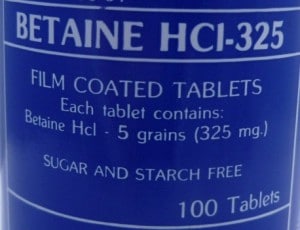 BETAINE HCl-325
FILM COATED TABLETS
Each tablet contains:
Betaine Hcl - 5 grains (325 mg.)
SUGAR AND STARCH FREE
100 Tablets